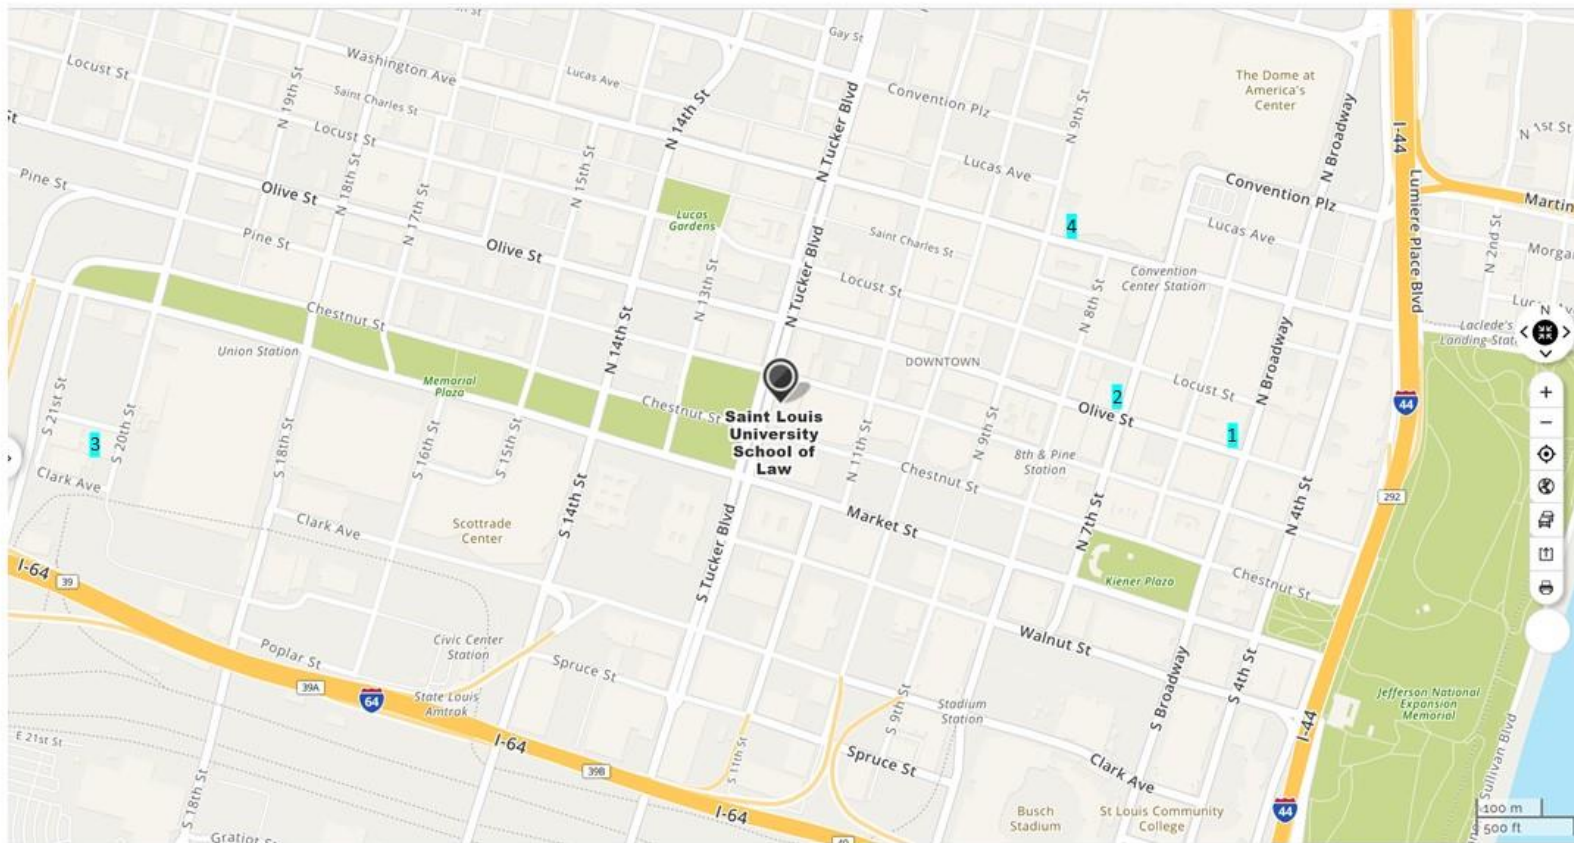 Gay St
Washington Ave
Locust St
Lucas Ave
Saint Charles St
N 19th St
Convention Plz
The Dome at
America's
Center
N 14th St
N Tucker Blvd
N 9th St
N Broadway
I-44
N 1st St
Locust St
N 18th St
N 15th St
Lucas Ave
Pine St
Olive St
N 17th St
Convention Plz
Martin
Lumiere Place Blvd
Lucas
Gardens
4
Lucas Ave
N 2nd St
Pine St
Olive St
N Tucker Blvd
Saint Charles St
Convention
Center Station
N 13th St
Locust St
N 8th St
N
Chestnut St
Laclede's
Union Station
N 14th St
DOWNTOWN
N Broadway
Memorial
Plaza
Locust St
44
S 21st St
Chestnut St
2
Olive St
Saint Louis
University
School of
Law
3
S 20th St
1
S 18th St
S 16th St
S 15th St
N 11th St
N 9th St
8th & Pine
Station
Clark Ave
Chestnut St
292
Clark Ave
Scottrade
Center
S 14th St
Market St
N 7th St
N 4th St
S Tucker Blvd
I-64
39
Kiener Plaza
Chestnut St
Poplar St
Civic Center
Station
Walnut St
39A
64
State Louis
Amtrak
Spruce St
S 9th St
Stadium
Station
S Broadway
S 4th St
Jefferson National
Expansion
Memorial
E 21st St
I-64
39B
S 11th St
Spruce St
Clark Ave
I-44
Sullivan Blvd
S 18th St
I-64
Busch
Stadium
St Louis Community
College
44
100 m
500 ft
Gratiot
40